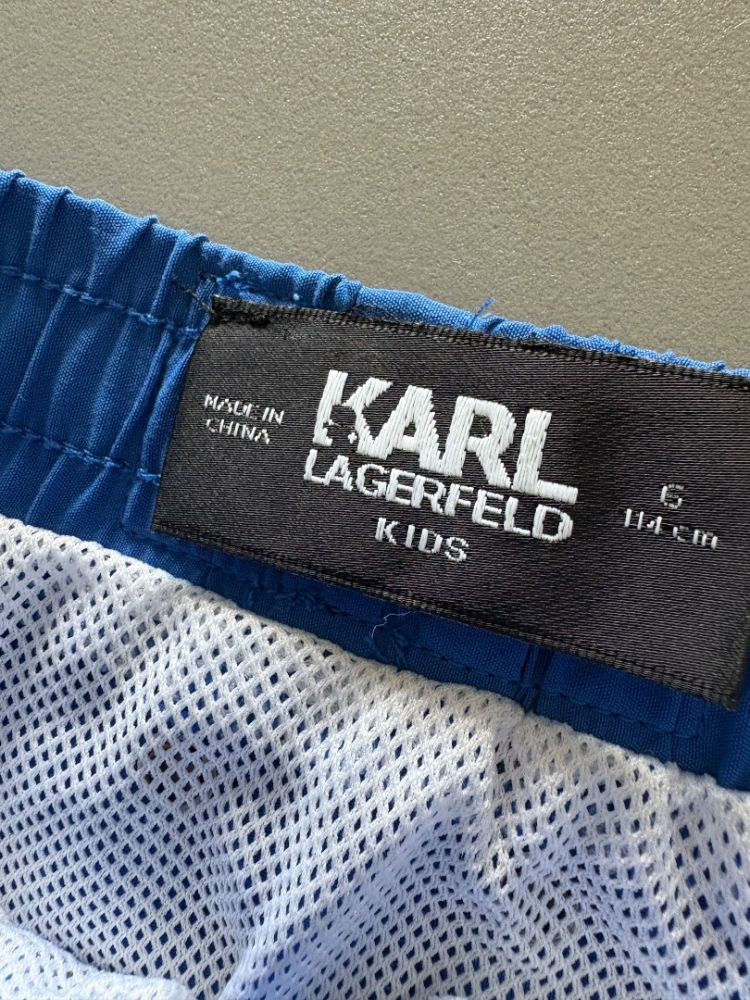 MADE IN
CHINA
KARL
LAGERFELD
KIDS
6
114 cm